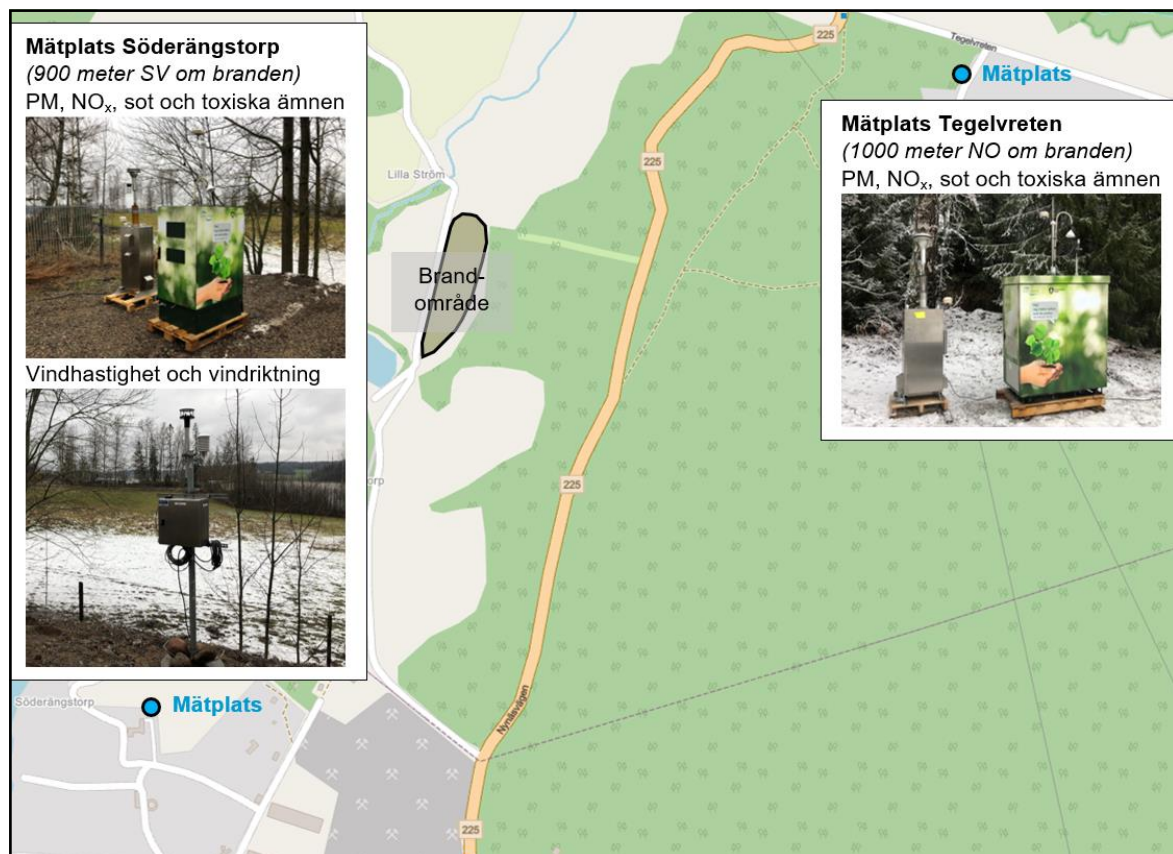 Mätplats Söderängstorp
(900 meter SV om branden)
PM, NOₓ, sot och toxiska ämnen
Vindhastighet och vindriktning
225
Tegelvreten
Mätplats
Mätplats Tegelvreten
(1000 meter NO om branden)
PM, NOₓ, sot och toxiska ämnen
225
Lilla Ström
Brand-
område
225
orp
Söderängstorp
Mätplats
Nynäsvägen
225